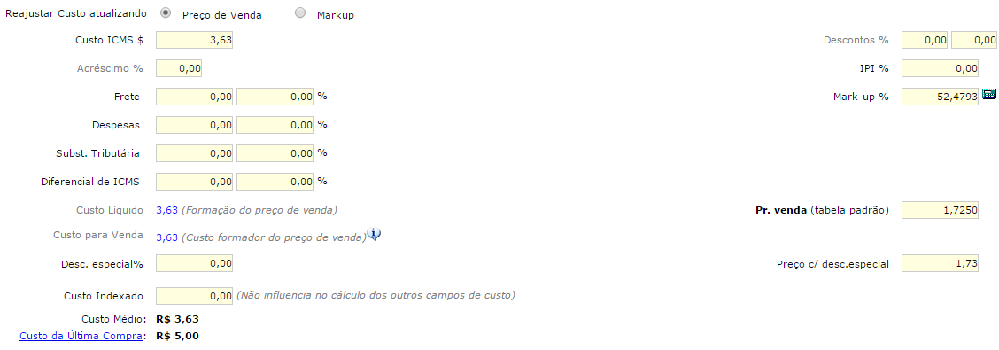 Reajustar Custo atualizando Preço de Venda Markup
Custo ICMS $ 3,63 Descontos % 0,00 0,00
Acréscimo % 0,00 IPI % 0,00
Frete 0,00 0,00 % Mark-up % -52,4793
Despesas 0,00 0,00 %
Subst. Tributária 0,00 0,00 %
Diferencial de ICMS 0,00 0,00 %
Custo Líquido 3,63 (Formação do preço de venda) Pr. venda (tabela padrão) 1,7250
Custo para Venda 3,63 (Custo formador do preço de venda)
Desc. especial% 0,00 Preço c/ desc.especial 1,73
Custo Indexado 0,00 (Não influencia no cálculo dos outros campos de custo)
Custo Médio: R$ 3,63
Custo da Última Compra: R$ 5,00